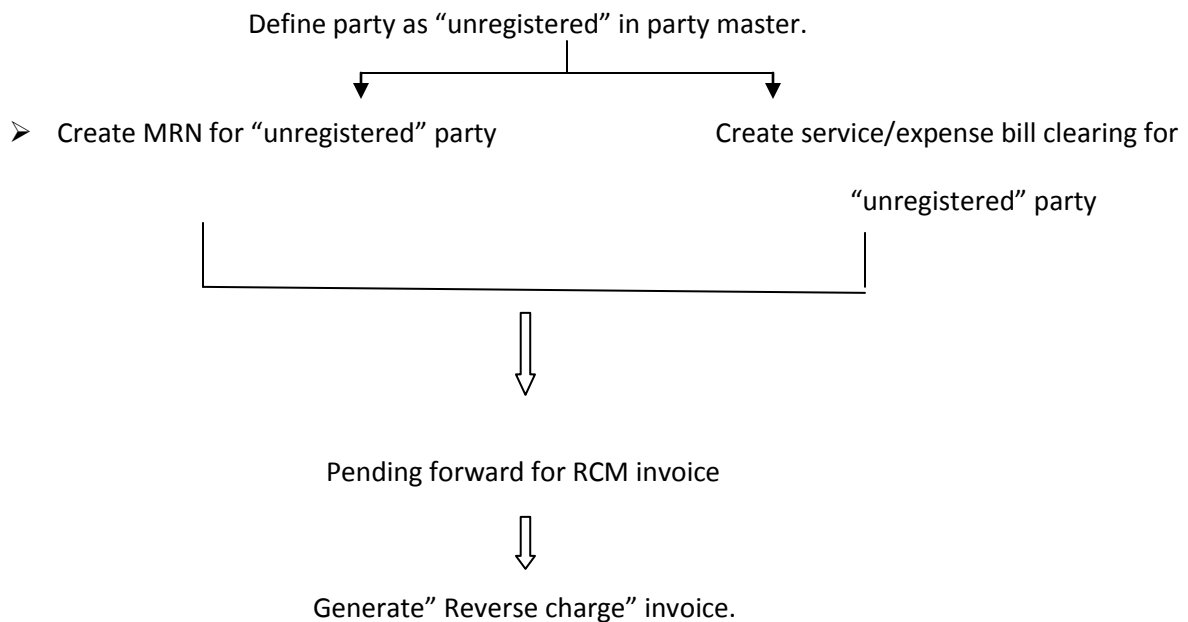 Define party as “unregistered” in party master.
➢ Create MRN for “unregistered” party
Create service/expense bill clearing for
“unregistered” party
Pending forward for RCM invoice
Generate” Reverse charge” invoice.